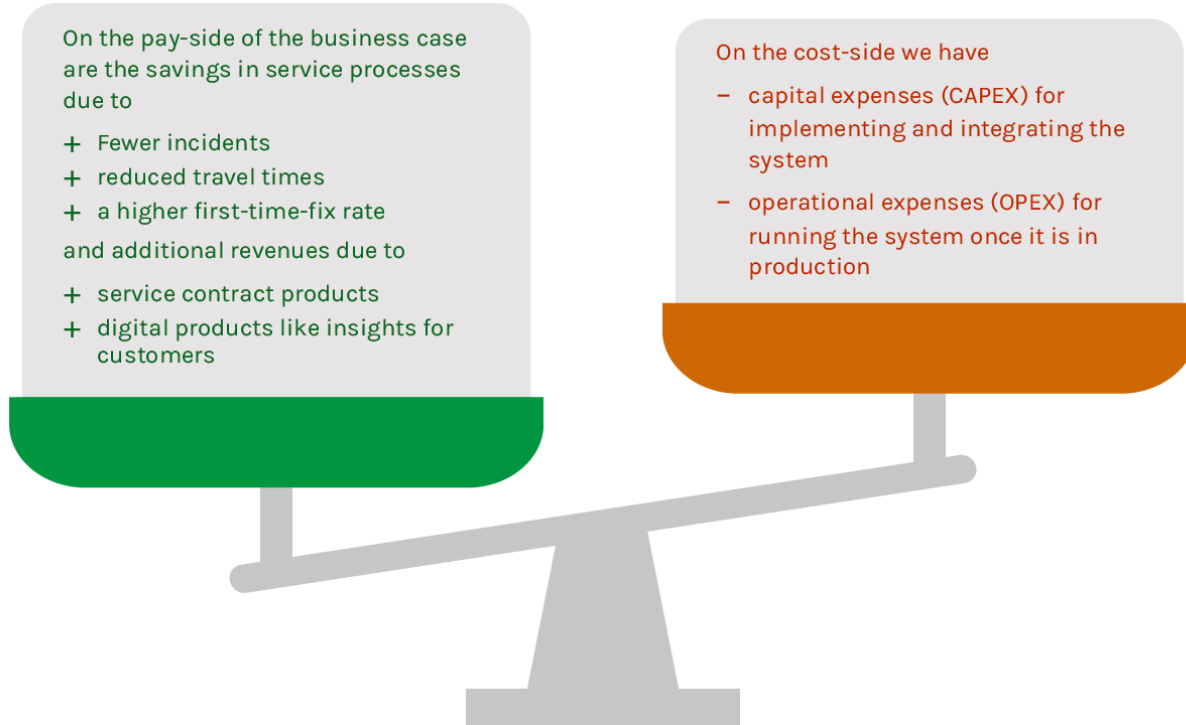 On the pay-side of the business case
are the savings in service processes
due to
+ Fewer incidents
+ reduced travel times
+ a higher first-time-fix rate
and additional revenues due to
+ service contract products
+ digital products like insights for
customers
On the cost-side we have
– capital expenses (CAPEX) for
implementing and integrating the
system
– operational expenses (OPEX) for
running the system once it is in
production